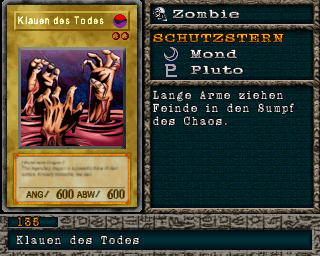 Klauen des Todes
Zombie
SCHUTZSTERN
Mond
Pluto
Lange Arme ziehen
Feinde in den Sumpf
des Chaos.
ANG/ 600 ABW/ 600
135
Klauen des Todes